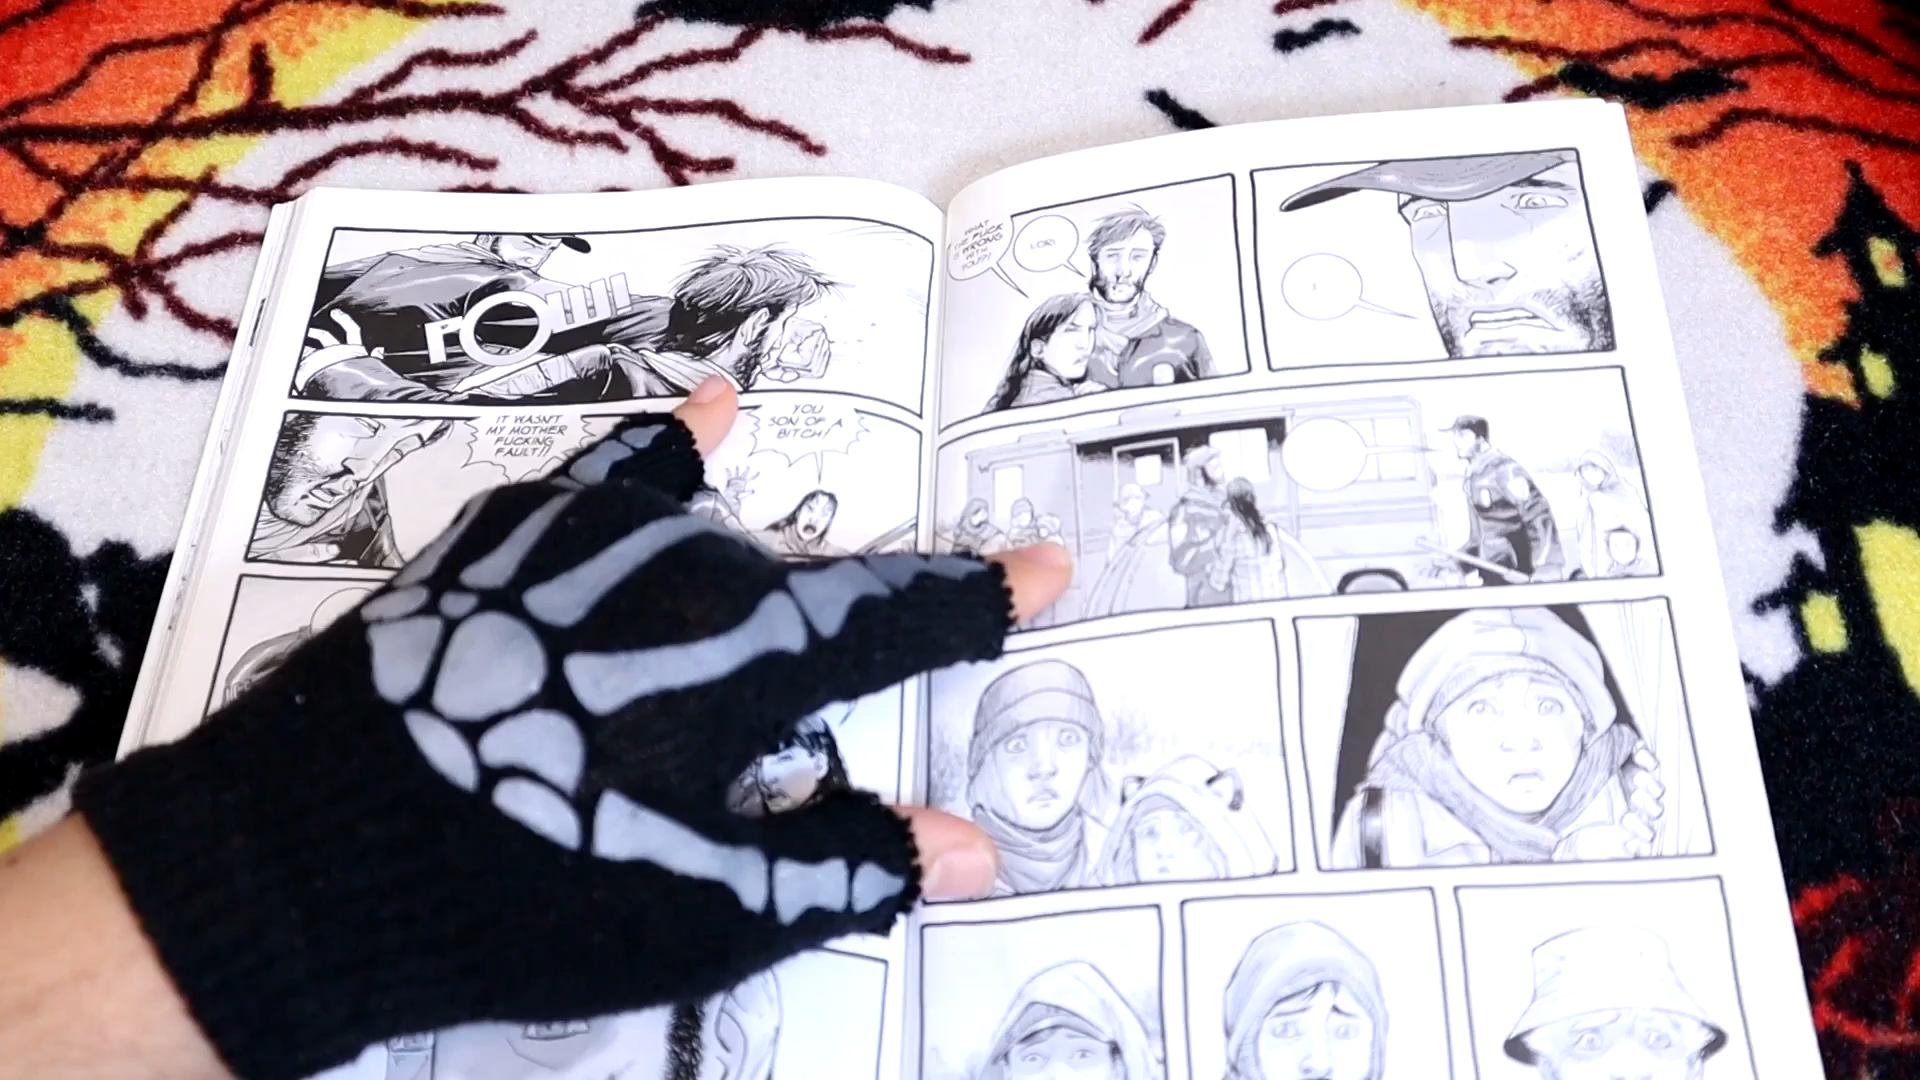 POW!!!
IT WASN'T
MY MOTHER
FUCKING
FAULT!!
YOU
SON OF A
BITCH!
WHAT
THE FUCK
IS WRONG
WITH
YOU?!
LORI
I